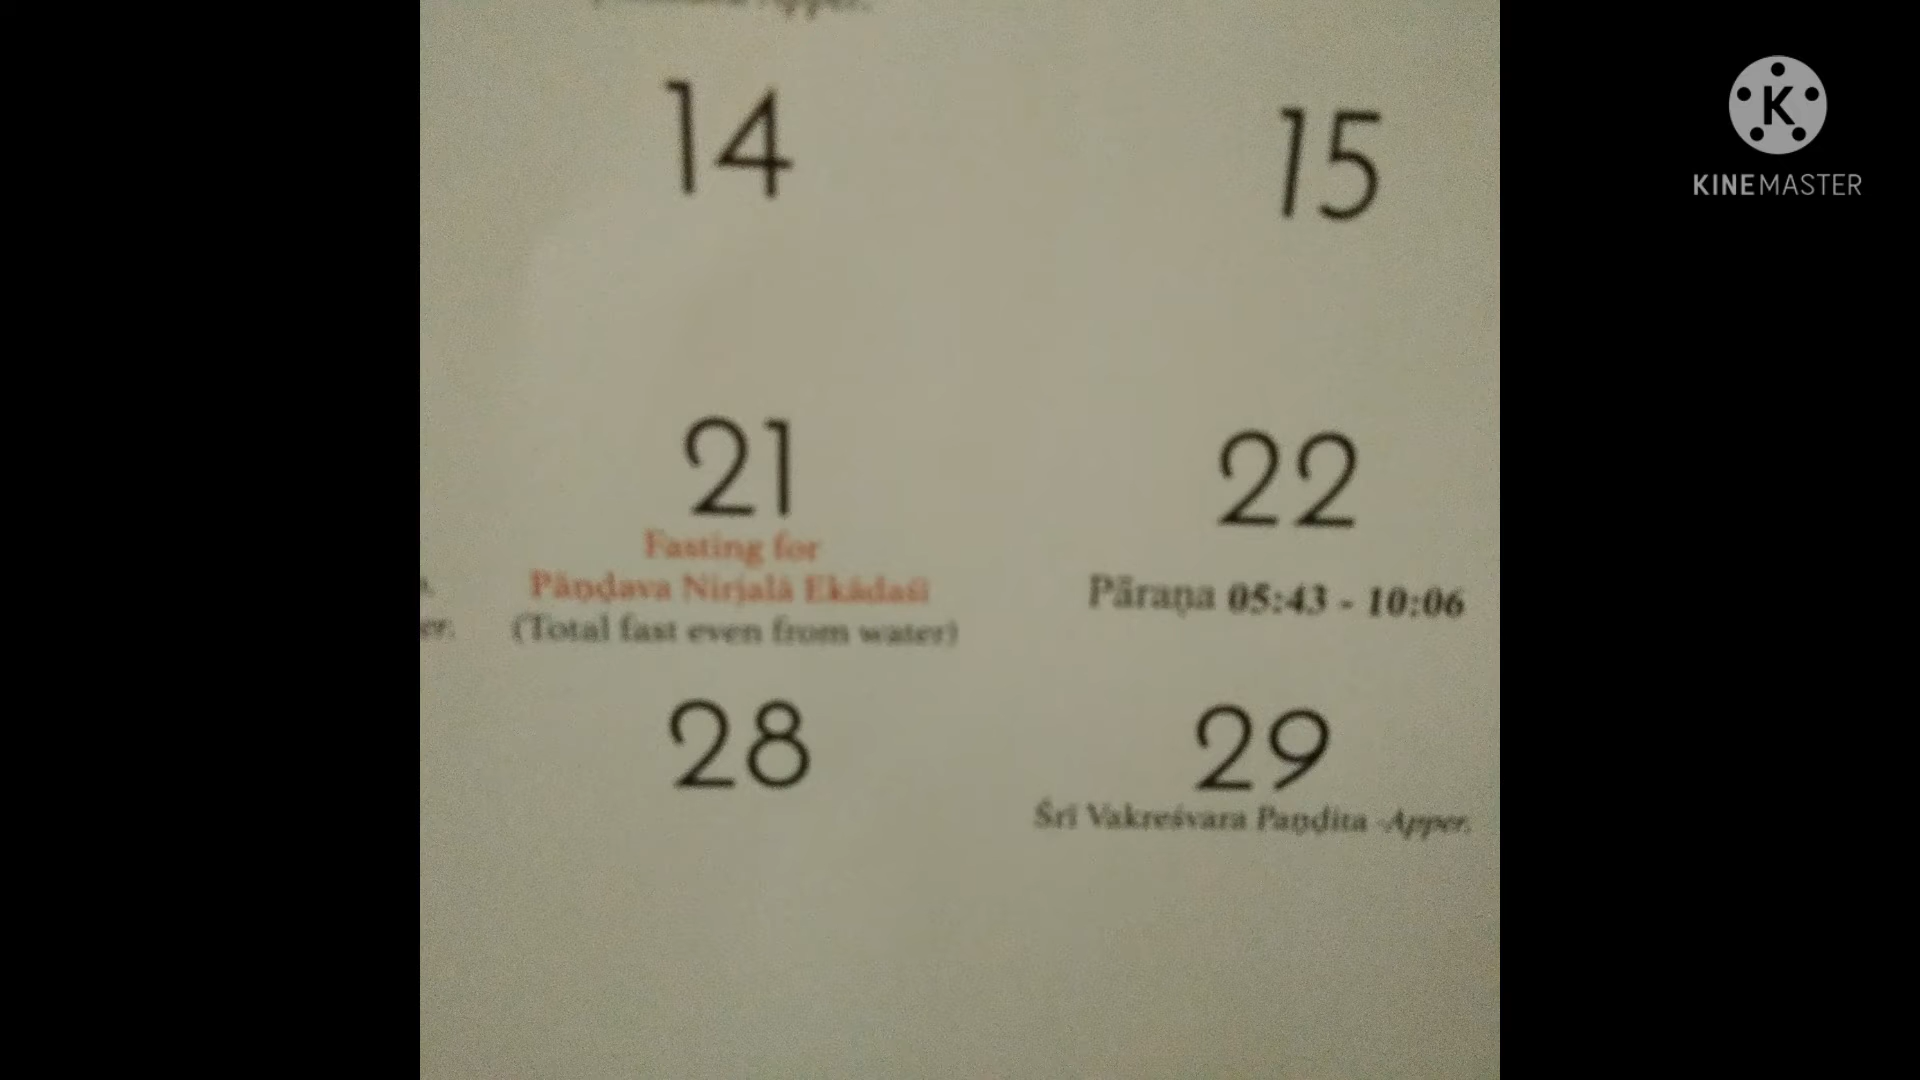 Apper.
14
15
KINEMASTER
21
22
Fasting for
Pāṇḍava Nirjalā Ekādaśī
(Total fast even from water)
Pāraṇa 05:43 - 10:06
28
29
Śrī Vakreśvara Paṇḍita -Apper.